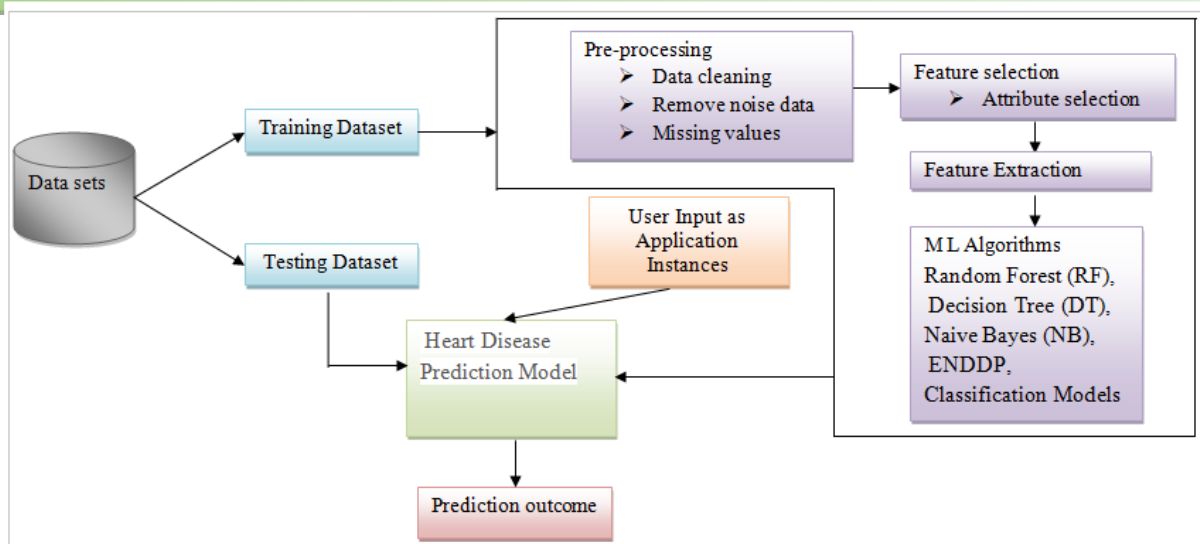 Data sets
Training Dataset
Testing Dataset
Pre-processing
➢ Data cleaning
➢ Remove noise data
➢ Missing values
Feature selection
➢ Attribute selection
Feature Extraction
ML Algorithms
Random Forest (RF),
Decision Tree (DT),
Naive Bayes (NB),
ENDDP,
Classification Models
User Input as
Application
Instances
Heart Disease
Prediction Model
Prediction outcome